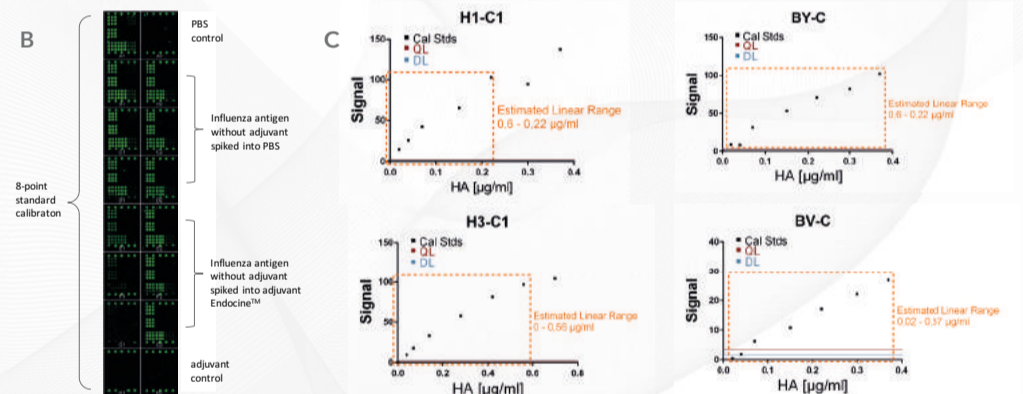 B
PBS
control
Influenza antigen
without adjuvant
spiked into PBS
8-point
standard
calibraton
Influenza antigen
without adjuvant
spiked into adjuvant
Endocine™
adjuvant
control
C
H1-C1
Cal Stds
QL
DL
Signal
150
100
50
0
Estimated Linear Range
0.6 - 0.22 µg/ml
0.0 0.1 0.2 0.3 0.4
HA [µg/ml]
BY-C
Cal Stds
QL
DL
Signal
150
100
50
0
Estimated Linear Range
0.6 - 0.22 µg/ml
0.0 0.1 0.2 0.3 0.4
HA [µg/ml]
H3-C1
Cal Stds
QL
DL
Signal
150
100
50
0
Estimated Linear Range
0 - 0,56 µg/ml
0.0 0.2 0.4 0.6 0.8
HA [µg/ml]
BV-C
Cal Stds
QL
DL
Signal
40
30
20
10
0
Estimated Linear Range
0.02 - 0,37 µg/ml
0.0 0.1 0.2 0.3 0.4
HA [µg/ml]